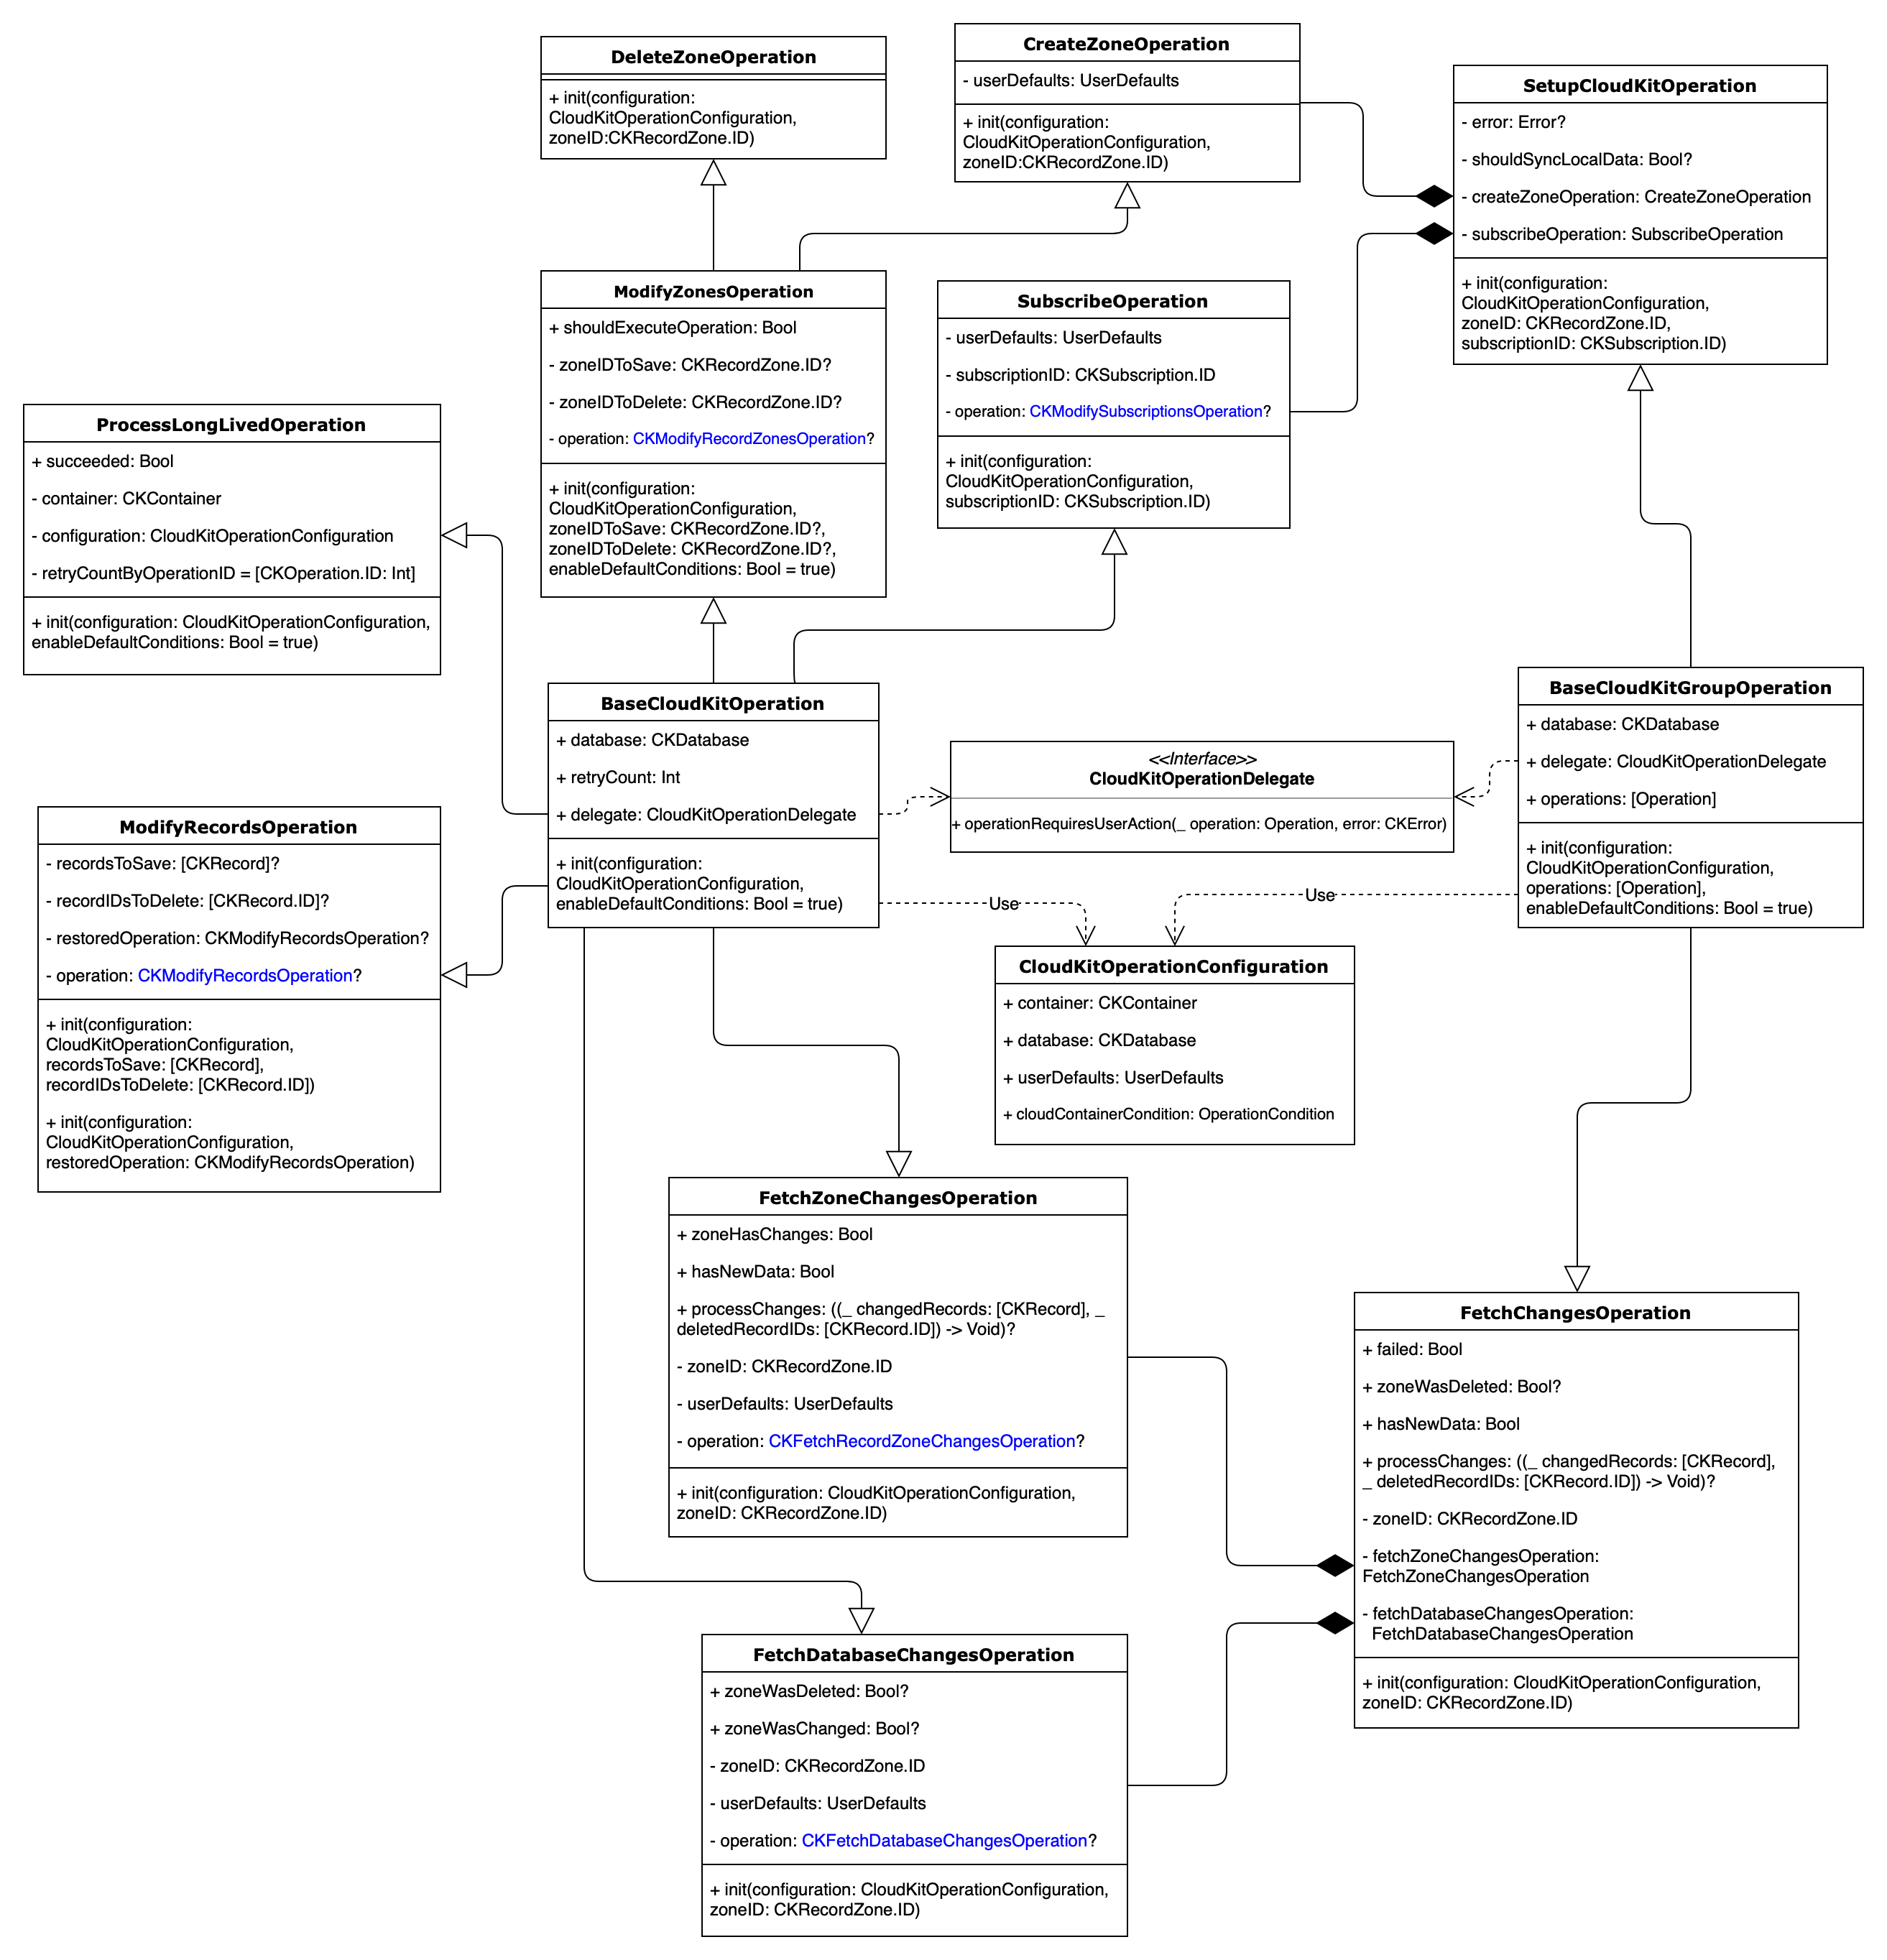 DeleteZoneOperation
+ init(configuration:
CloudKitOperationConfiguration,
zoneID:CKRecordZone.ID)
CreateZoneOperation
- userDefaults: UserDefaults
+ init(configuration:
CloudKitOperationConfiguration,
zoneID:CKRecordZone.ID)
SetupCloudKitOperation
- error: Error?
- shouldSyncLocalData: Bool?
- createZoneOperation: CreateZoneOperation
- subscribeOperation: SubscribeOperation
+ init(configuration:
CloudKitOperationConfiguration,
zoneID: CKRecordZone.ID,
subscriptionID: CKSubscription.ID)
ModifyZonesOperation
+ shouldExecuteOperation: Bool
- zoneIDToSave: CKRecordZone.ID?
- zoneIDToDelete: CKRecordZone.ID?
- operation: CKModifyRecordZonesOperation?
+ init(configuration:
CloudKitOperationConfiguration,
zoneIDToSave: CKRecordZone.ID?,
zoneIDToDelete: CKRecordZone.ID?,
enableDefaultConditions: Bool = true)
SubscribeOperation
- userDefaults: UserDefaults
- subscriptionID: CKSubscription.ID
- operation: CKModifySubscriptionsOperation?
+ init(configuration:
CloudKitOperationConfiguration,
subscriptionID: CKSubscription.ID)
ProcessLongLivedOperation
+ succeeded: Bool
- container: CKContainer
- configuration: CloudKitOperationConfiguration
- retryCountByOperationID = [CKOperation.ID: Int]
+ init(configuration: CloudKitOperationConfiguration,
enableDefaultConditions: Bool = true)
BaseCloudKitOperation
+ database: CKDatabase
+ retryCount: Int
+ delegate: CloudKitOperationDelegate
+ init(configuration:
CloudKitOperationConfiguration,
enableDefaultConditions: Bool = true)
<<Interface>>
CloudKitOperationDelegate
+ operationRequiresUserAction(_ operation: Operation, error: CKError)
BaseCloudKitGroupOperation
+ database: CKDatabase
+ delegate: CloudKitOperationDelegate
+ operations: [Operation]
+ init(configuration:
CloudKitOperationConfiguration,
operations: [Operation],
enableDefaultConditions: Bool = true)
Use
Use
ModifyRecordsOperation
- recordsToSave: [CKRecord]?
- recordIDsToDelete: [CKRecord.ID]?
- restoredOperation: CKModifyRecordsOperation?
- operation: CKModifyRecordsOperation?
+ init(configuration:
CloudKitOperationConfiguration,
recordsToSave: [CKRecord],
recordIDsToDelete: [CKRecord.ID])
+ init(configuration:
CloudKitOperationConfiguration,
restoredOperation: CKModifyRecordsOperation)
CloudKitOperationConfiguration
+ container: CKContainer
+ database: CKDatabase
+ userDefaults: UserDefaults
+ cloudContainerCondition: OperationCondition
FetchZoneChangesOperation
+ zoneHasChanges: Bool
+ hasNewData: Bool
+ processChanges: ((_ changedRecords: [CKRecord], _
deletedRecordIDs: [CKRecord.ID]) -> Void)?
- zoneID: CKRecordZone.ID
- userDefaults: UserDefaults
- operation: CKFetchRecordZoneChangesOperation?
+ init(configuration: CloudKitOperationConfiguration,
zoneID: CKRecordZone.ID)
FetchChangesOperation
+ failed: Bool
+ zoneWasDeleted: Bool?
+ hasNewData: Bool
+ processChanges: ((_ changedRecords: [CKRecord],
_ deletedRecordIDs: [CKRecord.ID]) -> Void)?
- zoneID: CKRecordZone.ID
- fetchZoneChangesOperation:
FetchZoneChangesOperation
- fetchDatabaseChangesOperation:
FetchDatabaseChangesOperation
+ init(configuration: CloudKitOperationConfiguration,
zoneID: CKRecordZone.ID)
FetchDatabaseChangesOperation
+ zoneWasDeleted: Bool?
+ zoneWasChanged: Bool?
- zoneID: CKRecordZone.ID
- userDefaults: UserDefaults
- operation: CKFetchDatabaseChangesOperation?
+ init(configuration: CloudKitOperationConfiguration,
zoneID: CKRecordZone.ID)